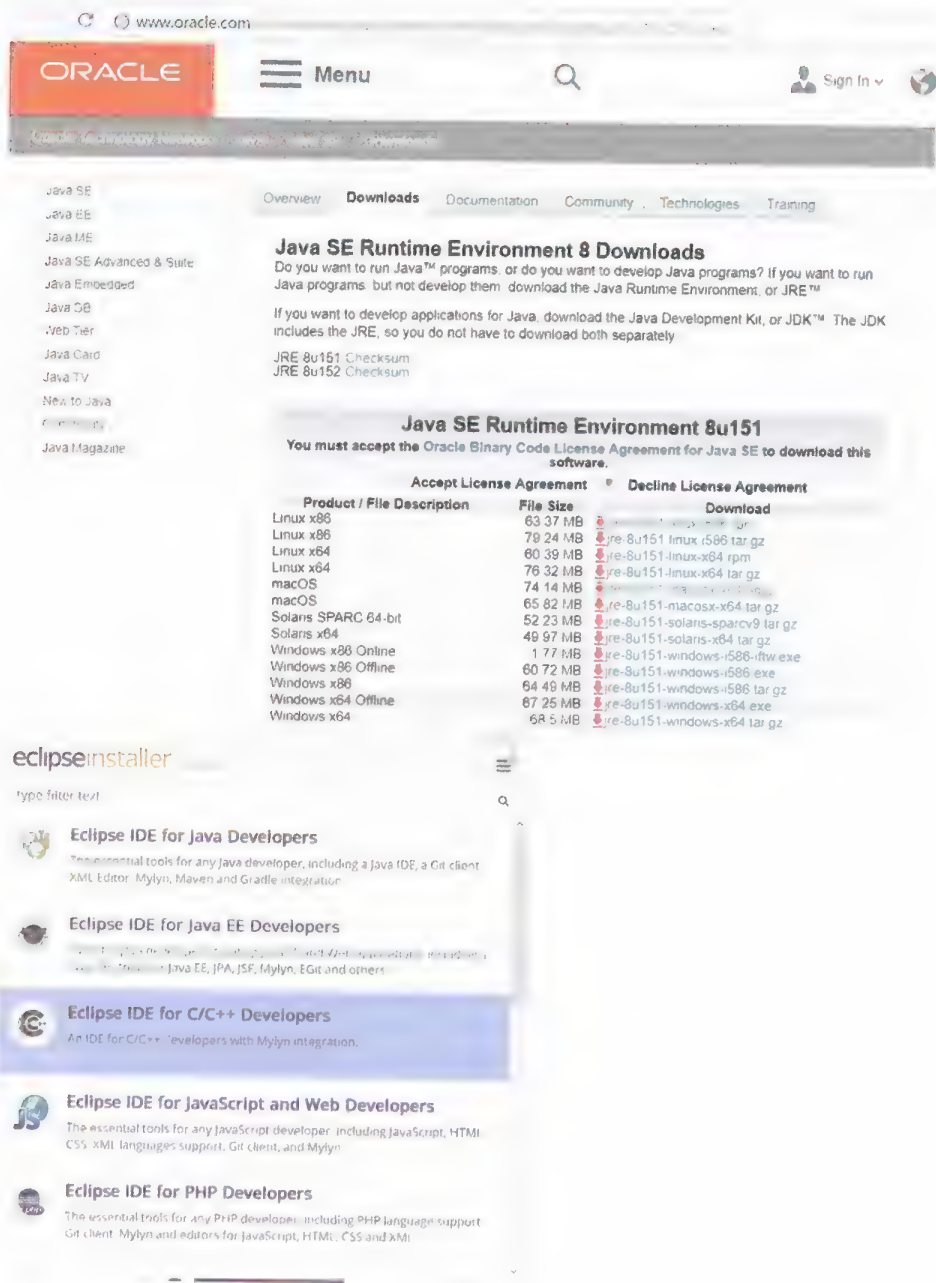 www.oracle.com
ORACLE
Menu
Sign In
Java SE
Java EE
Java ME
Java SE Advanced & Suite
Java Embedded
Java DB
Web Tier
Java Card
Java TV
New to Java
Java Magazine
Overview Downloads Documentation Community Technologies Training
Java SE Runtime Environment 8 Downloads
Do you want to run Java™ programs, or do you want to develop Java programs? If you want to run
Java programs, but not develop them, download the Java Runtime Environment, or JRE™
If you want to develop applications for Java, download the Java Development Kit, or JDK™ The JDK
includes the JRE, so you do not have to download both separately
JRE 8u151 Checksum
JRE 8u152 Checksum
Java SE Runtime Environment 8u151
You must accept the Oracle Binary Code License Agreement for Java SE to download this
software.
Accept License Agreement Decline License Agreement
Product / File Description File Size Download
Linux x86 63 37 MB
Linux x86 79 24 MB jre-8u151 linux i586 tar gz
Linux x64 60 39 MB jre-8u151-linux-x64 rpm
Linux x64 76 32 MB jre-8u151-linux-x64 tar gz
macOS 74 14 MB
macOS 65 82 MB jre-8u151-macosx-x64 tar gz
Solaris SPARC 64-bit 52 23 MB jre-8u151-solaris-sparcv9 tar gz
Solaris x64 49 97 MB jre-8u151-solaris-x64 tar gz
Windows x86 Online 1 77 MB jre-8u151-windows-i586-iftw exe
Windows x86 Offline 60 72 MB jre-8u151-windows-i586 exe
Windows x86 64 49 MB jre-8u151-windows-i586 tar gz
Windows x64 Offline 67 25 MB jre-8u151-windows-x64 exe
Windows x64 68 5 MB jre-8u151-windows-x64 tar gz
eclipseinstaller
type filter text
Eclipse IDE for Java Developers
The essential tools for any Java developer, including a Java IDE, a Git client
XML Editor, Mylyn, Maven and Gradle integration
Eclipse IDE for Java EE Developers
Java EE, JPA, JSF, Mylyn, EGit and others
Eclipse IDE for C/C++ Developers
An IDE for C/C++ developers with Mylyn integration.
JS
Eclipse IDE for JavaScript and Web Developers
The essential tools for any JavaScript developer, including JavaScript, HTML
CSS, XML languages support, Git client, and Mylyn
php
Eclipse IDE for PHP Developers
The essential tools for any PHP developer, including PHP language support
Git client, Mylyn and editors for JavaScript, HTML, CSS and XML